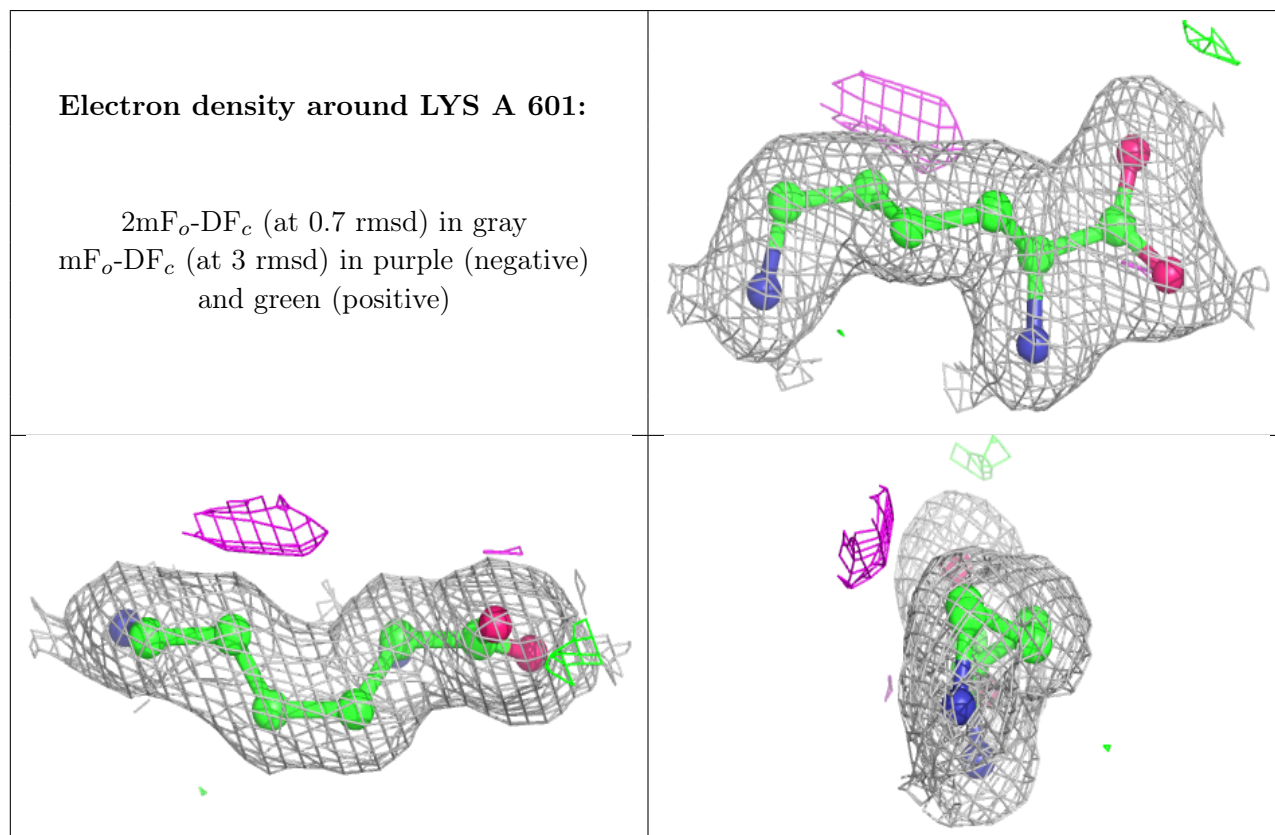 Electron density around LYS A 601:
2mFₒ-DF𝑐 (at 0.7 rmsd) in gray
mFₒ-DF𝑐 (at 3 rmsd) in purple (negative)
and green (positive)